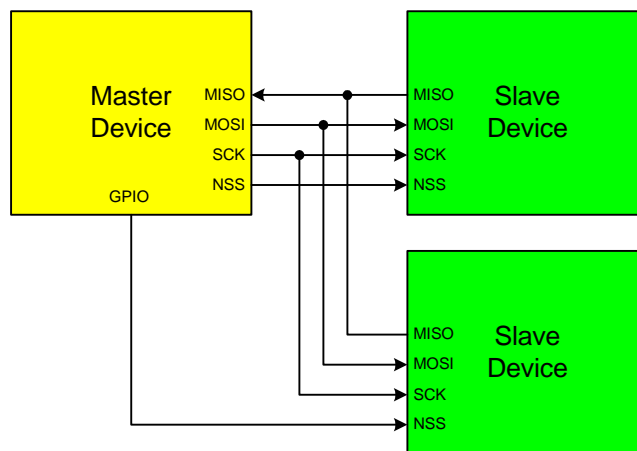 Master
Device
MISO
MOSI
SCK
NSS
GPIO
MISO
MOSI
SCK
NSS
Slave
Device
MISO
MOSI
SCK
NSS
Slave
Device